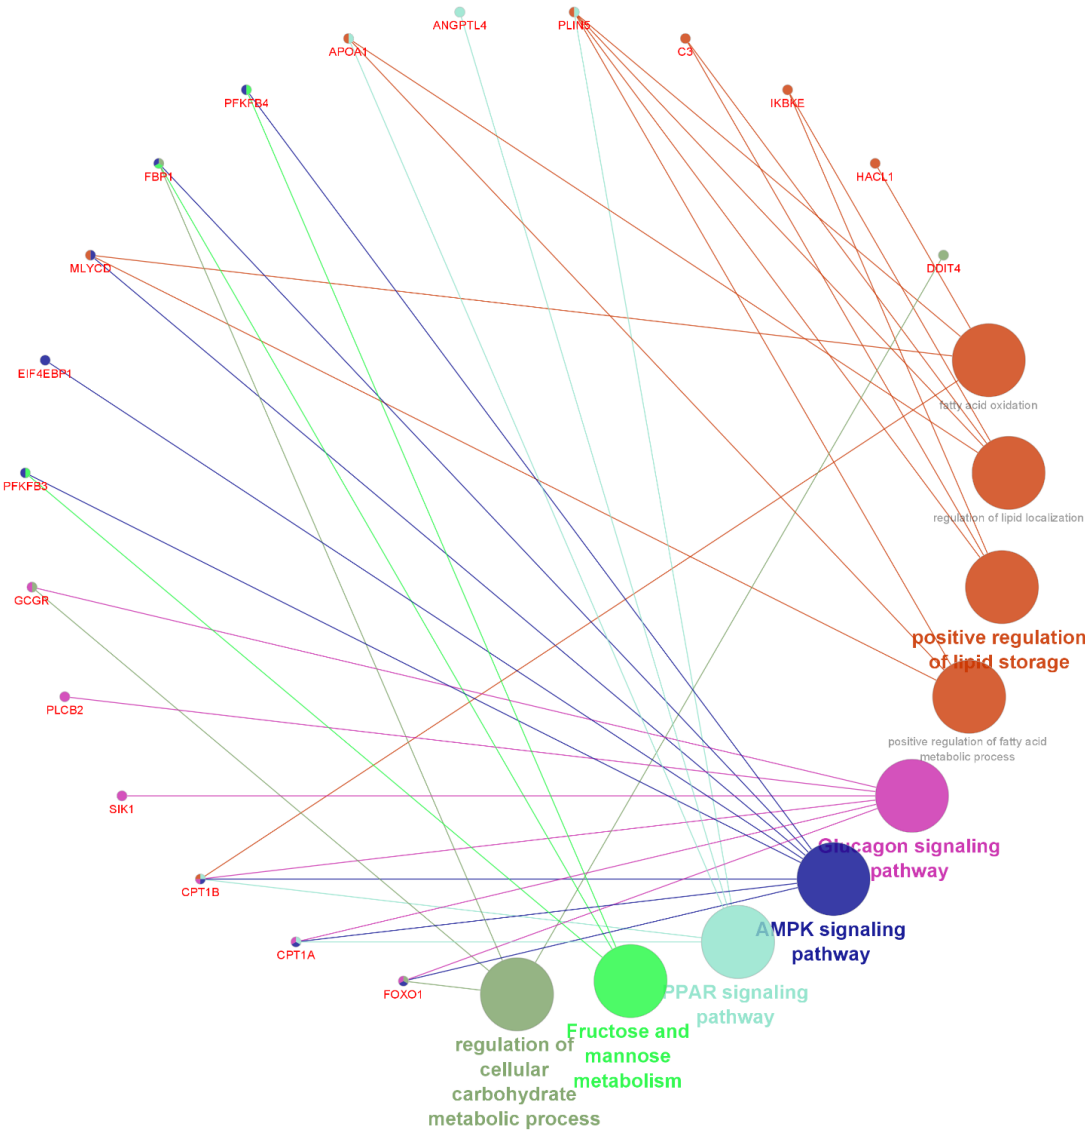 ANGPTL4
PLIN5
APOA1
C3
PFKFB4
IKBKE
FBP1
HACL1
MLYCD
DDIT4
EIF4EBP1
fatty acid oxidation
PFKFB3
regulation of lipid localization
GCGR
positive regulation
of lipid storage
PLCB2
positive regulation of fatty acid
metabolic process
SIK1
Glucagon signaling
pathway
CPT1B
AMPK signaling
pathway
CPT1A
FOXO1
PPAR signaling
pathway
Fructose and
mannose
metabolism
regulation of
cellular
carbohydrate
metabolic process